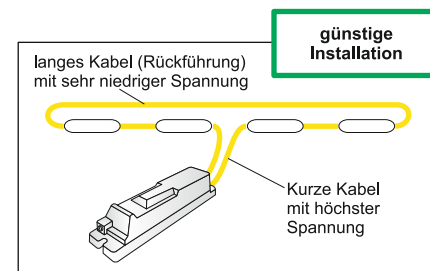 günstige
Installation
langes Kabel (Rückführung)
mit sehr niedriger Spannung
Kurze Kabel
mit höchster
Spannung